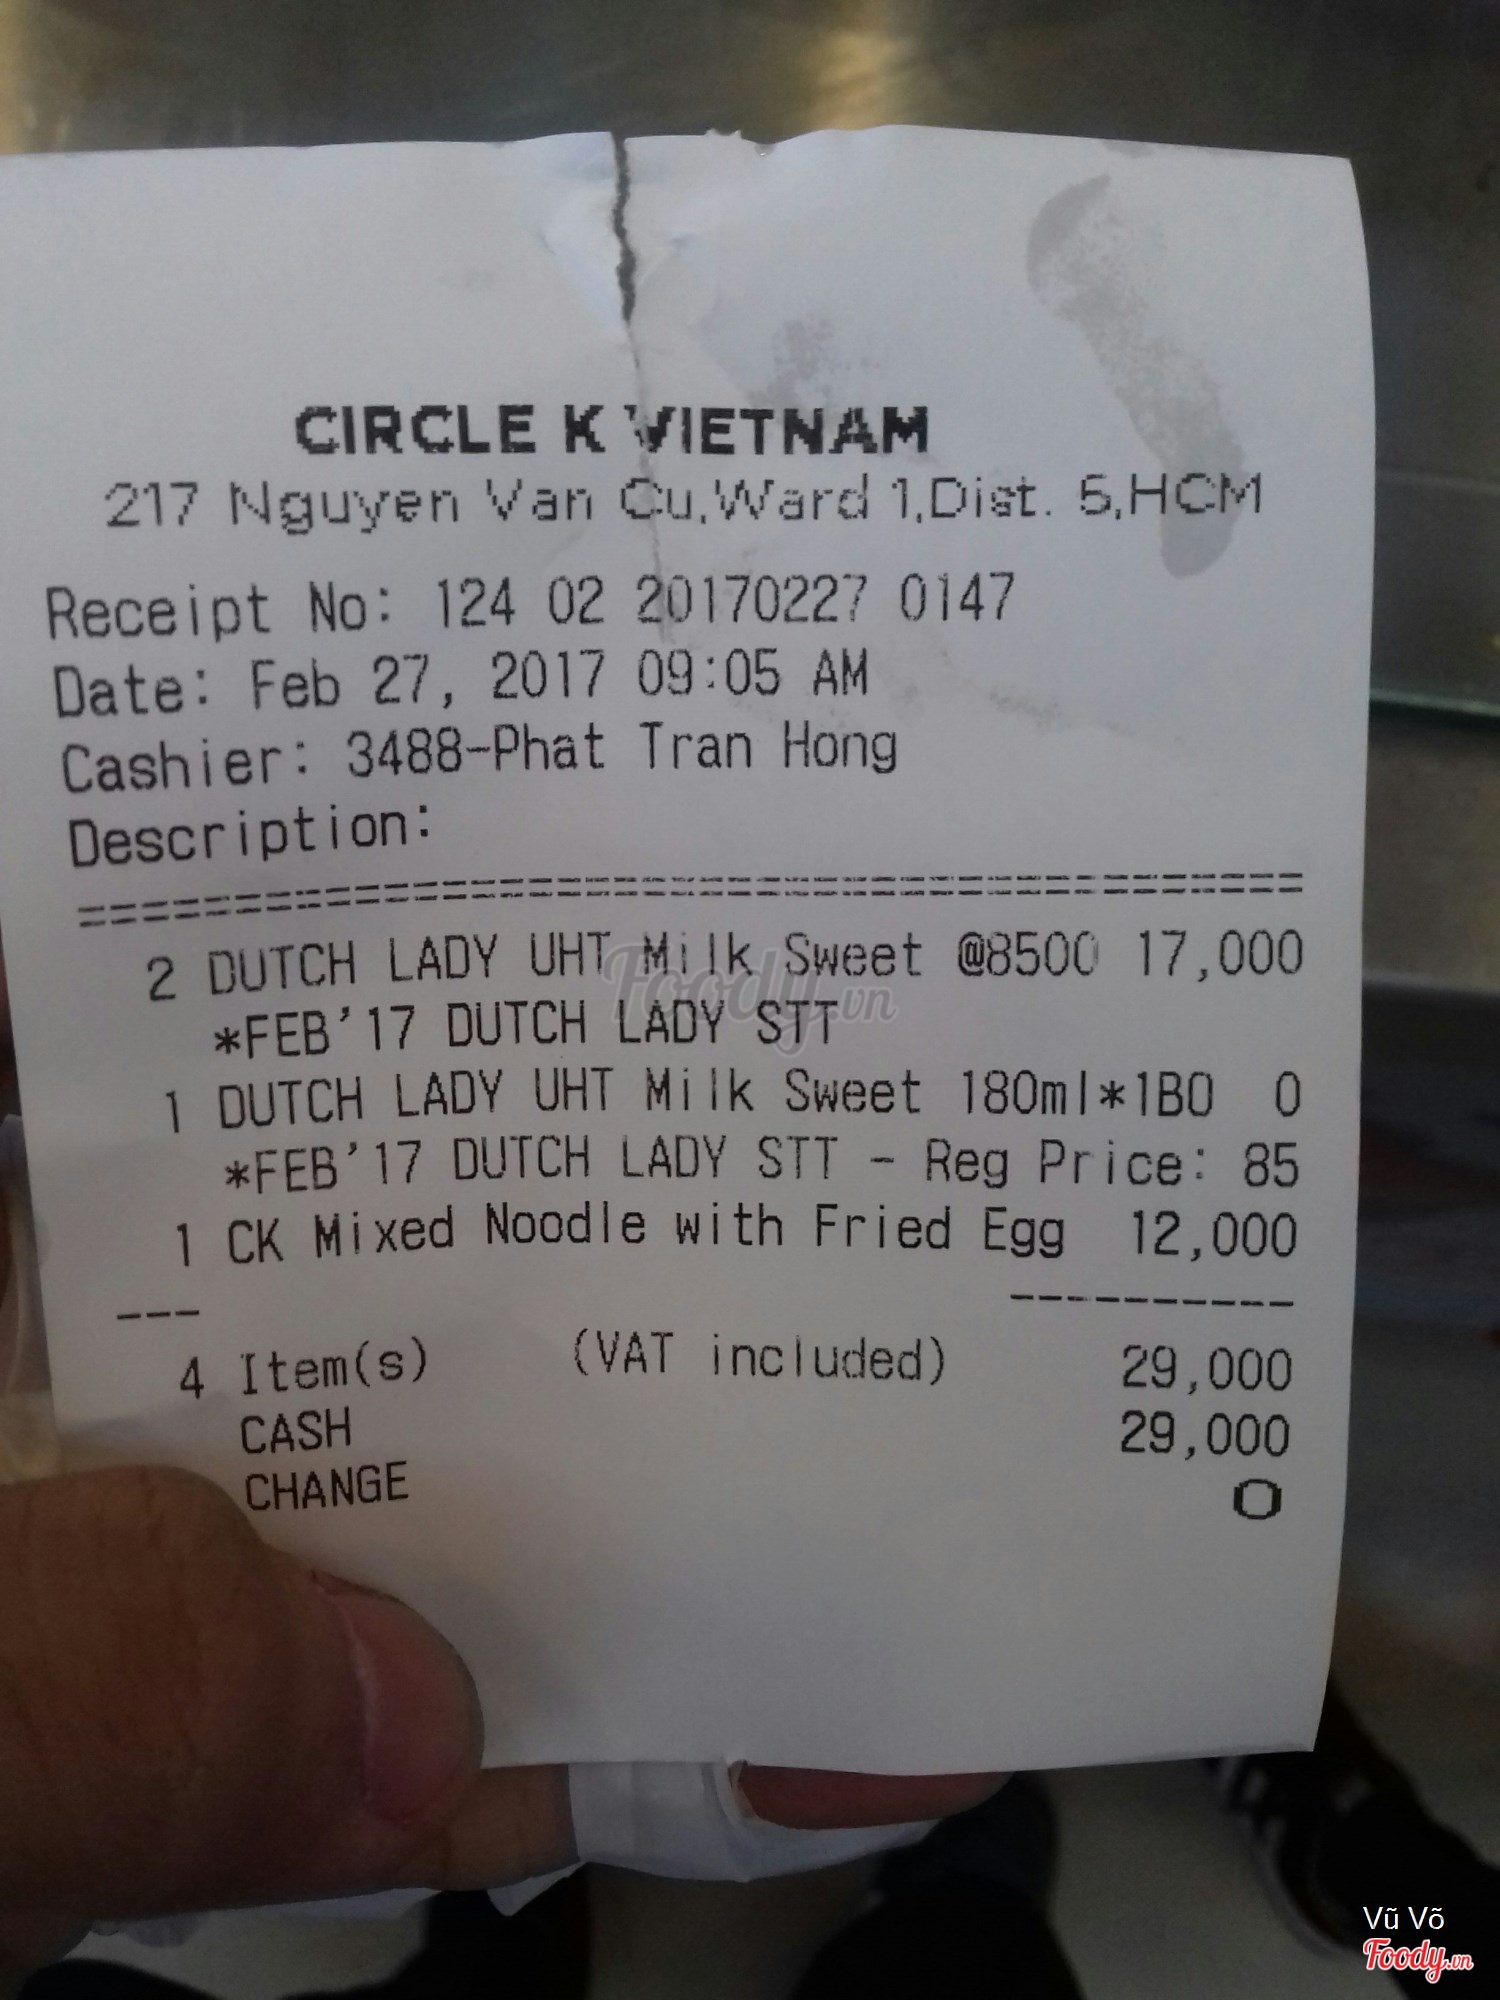 CIRCLE K VIETNAM
217 Nguyen Van Cu,Ward 1,Dist. 5,HCM
Receipt No: 124 02 20170227 0147
Date: Feb 27, 2017 09:05 AM
Cashier: 3488-Phat Tran Hong
Description:
========================================
2 DUTCH LADY UHT Milk Sweet @8500 17,000
*FEB'17 DUTCH LADY STT
1 DUTCH LADY UHT Milk Sweet 180ml*1BO 0
*FEB'17 DUTCH LADY STT - Reg Price: 85
1 CK Mixed Noodle with Fried Egg 12,000
--- ----------
4 Item(s) (VAT included) 29,000
CASH 29,000
CHANGE 0
Foody.vn
Vũ Võ
Foody.vn